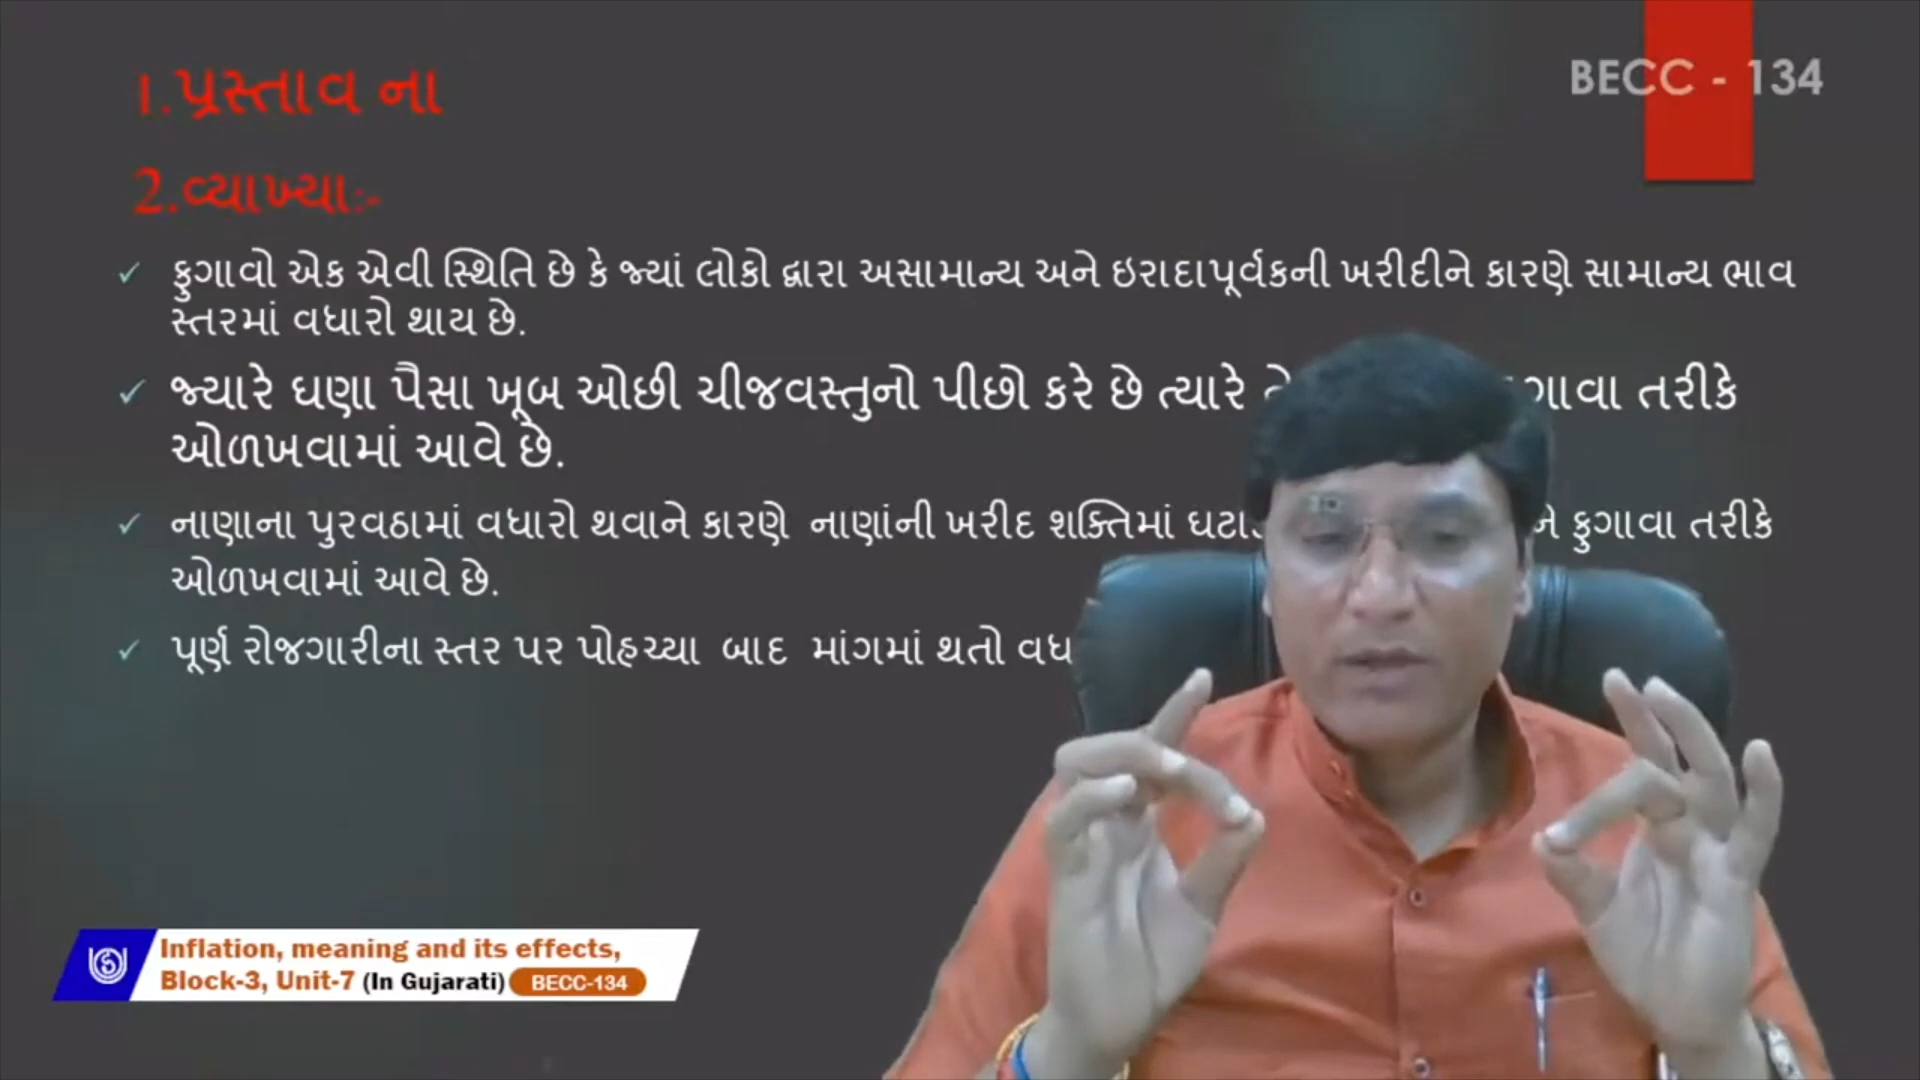 1.પ્રસ્તાવ ના
BECC - 134
2.વ્યાખ્યા:-
ફુગાવો એક એવી સ્થિતિ છે કે જ્યાં લોકો દ્વારા અસામાન્ય અને ઇરાદાપૂર્વકની ખરીદીને કારણે સામાન્ય ભાવ
સ્તરમાં વધારો થાય છે.
જ્યારે ઘણા પૈસા ખૂબ ઓછી ચીજવસ્તુનો પીછો કરે છે ત્યારે તરીકે
ઓળખવામાં આવે છે.
નાણાના પુરવઠામાં વધારો થવાને કારણે નાણાંની ખરીદ શક્તિમાં ફુગાવા તરીકે
ઓળખવામાં આવે છે.
પૂર્ણ રોજગારીના સ્તર પર પોહચ્યા બાદ માંગમાં થતો
Inflation, meaning and its effects,
Block-3, Unit-7 (In Gujarati) BECC-134